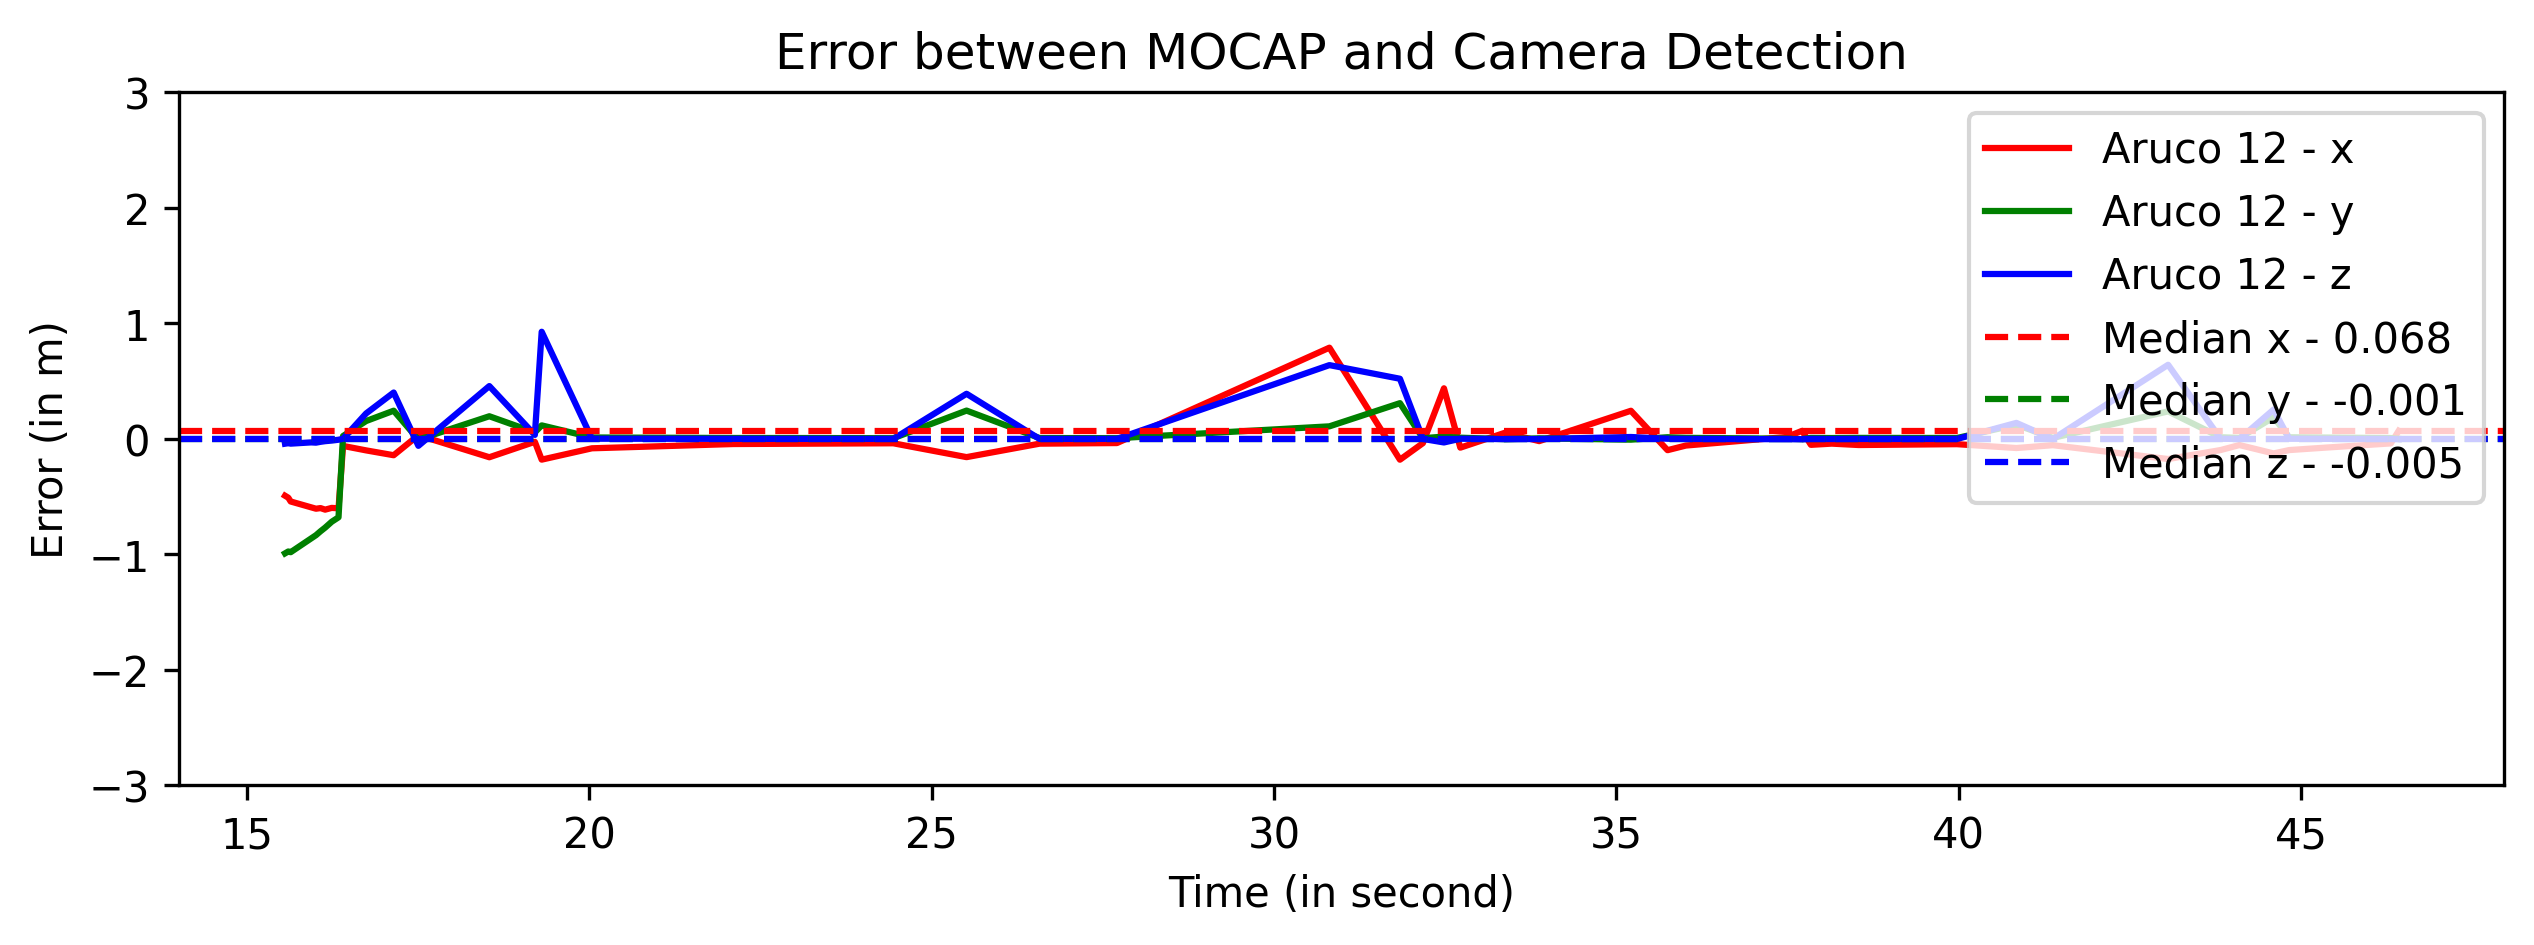 Error between MOCAP and Camera Detection
3
2
1
0
−1
−2
−3
Error (in m)
Aruco 12 - x
Aruco 12 - y
Aruco 12 - z
Median x - 0.068
Median y - -0.001
Median z - -0.005
15 20 25 30 35 40 45
Time (in second)